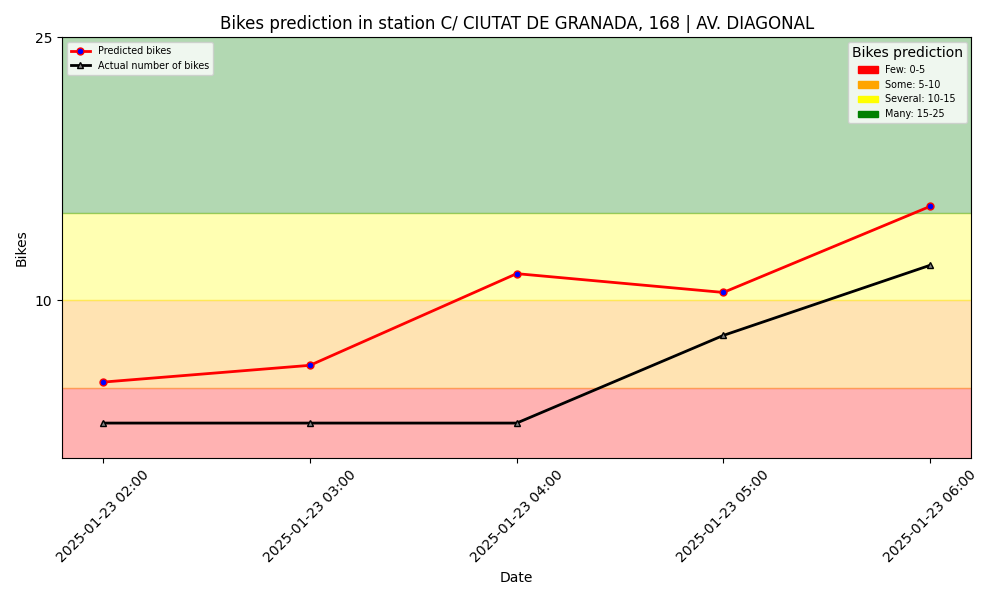 Bikes prediction in station C/ CIUTAT DE GRANADA, 168 | AV. DIAGONAL
25
Predicted bikes
Actual number of bikes
Bikes prediction
Few: 0-5
Some: 5-10
Several: 10-15
Many: 15-25
Bikes
10
2025-01-23 02:00
2025-01-23 03:00
2025-01-23 04:00
2025-01-23 05:00
2025-01-23 06:00
Date